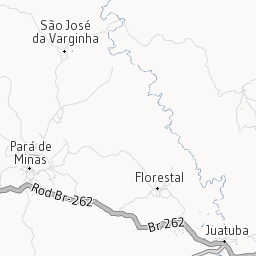 São José
da Varginha
Pará de
Minas
Florestal
Rod Br-262
Br 262
Juatuba